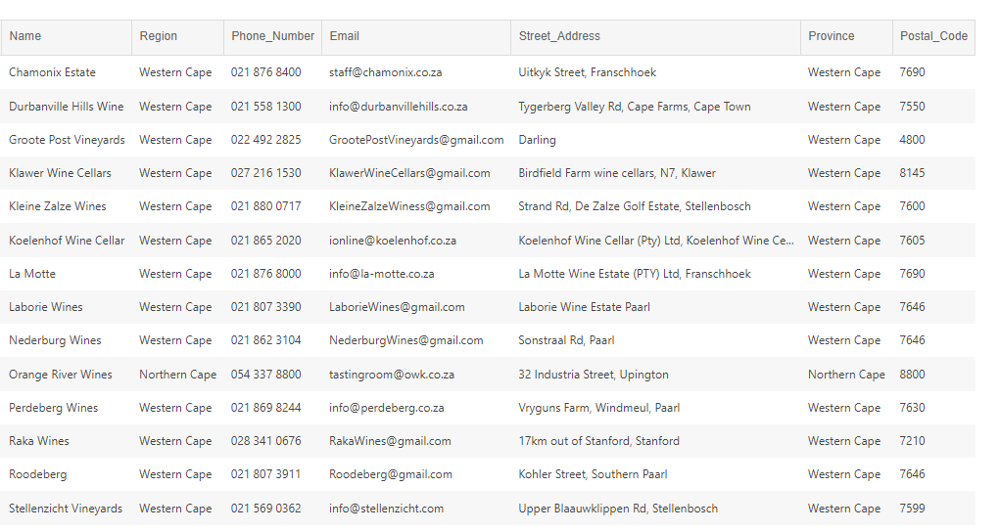 Name Region Phone_Number Email Street_Address Province Postal_Code
Chamonix Estate Western Cape 021 876 8400 staff@chamonix.co.za Uitkyk Street, Franschhoek Western Cape 7690
Durbanville Hills Wine Western Cape 021 558 1300 info@durbanvillehills.co.za Tygerberg Valley Rd, Cape Farms, Cape Town Western Cape 7550
Groote Post Vineyards Western Cape 022 492 2825 GrootePostVineyards@gmail.com Darling Western Cape 4800
Klawer Wine Cellars Western Cape 027 216 1530 KlawerWineCellars@gmail.com Birdfield Farm wine cellars, N7, Klawer Western Cape 8145
Kleine Zalze Wines Western Cape 021 880 0717 KleineZalzeWiness@gmail.com Strand Rd, De Zalze Golf Estate, Stellenbosch Western Cape 7600
Koelenhof Wine Cellar Western Cape 021 865 2020 ionline@koelenhof.co.za Koelenhof Wine Cellar (Pty) Ltd, Koelenhof Wine Ce... Western Cape 7605
La Motte Western Cape 021 876 8000 info@la-motte.co.za La Motte Wine Estate (PTY) Ltd, Franschhoek Western Cape 7690
Laborie Wines Western Cape 021 807 3390 LaborieWines@gmail.com Laborie Wine Estate Paarl Western Cape 7646
Nederburg Wines Western Cape 021 862 3104 NederburgWines@gmail.com Sonstraal Rd, Paarl Western Cape 7646
Orange River Wines Northern Cape 054 337 8800 tastingroom@owk.co.za 32 Industria Street, Upington Northern Cape 8800
Perdeberg Wines Western Cape 021 869 8244 info@perdeberg.co.za Vryguns Farm, Windmeul, Paarl Western Cape 7630
Raka Wines Western Cape 028 341 0676 RakaWines@gmail.com 17km out of Stanford, Stanford Western Cape 7210
Roodeberg Western Cape 021 807 3911 Roodeberg@gmail.com Kohler Street, Southern Paarl Western Cape 7646
Stellenzicht Vineyards Western Cape 021 569 0362 info@stellenzicht.com Upper Blaauwklippen Rd, Stellenbosch Western Cape 7599